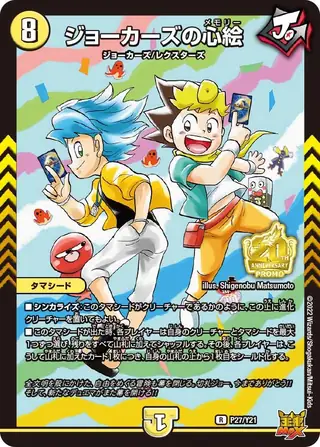 8
ジョーカーズの心絵
メモリー
ジョーカーズ/レクスターズ
J
ANNIVERSARY
PROMO
illus. Shigenobu Matsumoto
タマシード
■シンカライズ:このタマシードがクリーチャーであるかのように、この上に進化
クリーチャーを置いてもよい。
■このタマシードが出た時、各プレイヤーは自身のクリーチャーとタマシードを最大
1つずつ選び、残りをすべて山札に加えてシャッフルする。その後、各プレイヤーは、こ
うして山札に加えたカード1枚につき、自身の山札の上から1枚目をシールド化する。
©2022 Wizards/Shogakukan/Mitsui-Kids
1
R P27/Y21
王来
MAX